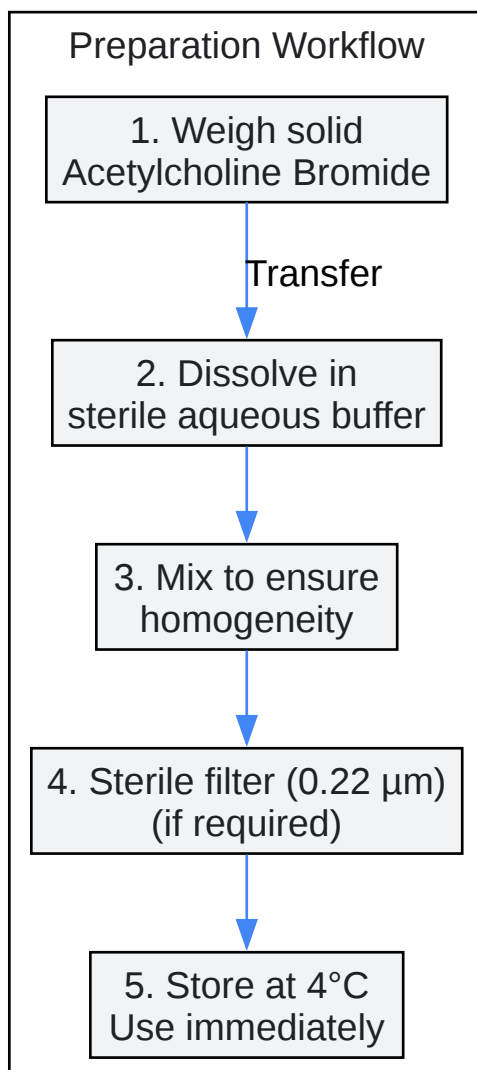 Preparation Workflow
1. Weigh solid
Acetylcholine Bromide
Transfer
2. Dissolve in
sterile aqueous buffer
3. Mix to ensure
homogeneity
4. Sterile filter (0.22 µm)
(if required)
5. Store at 4°C
Use immediately